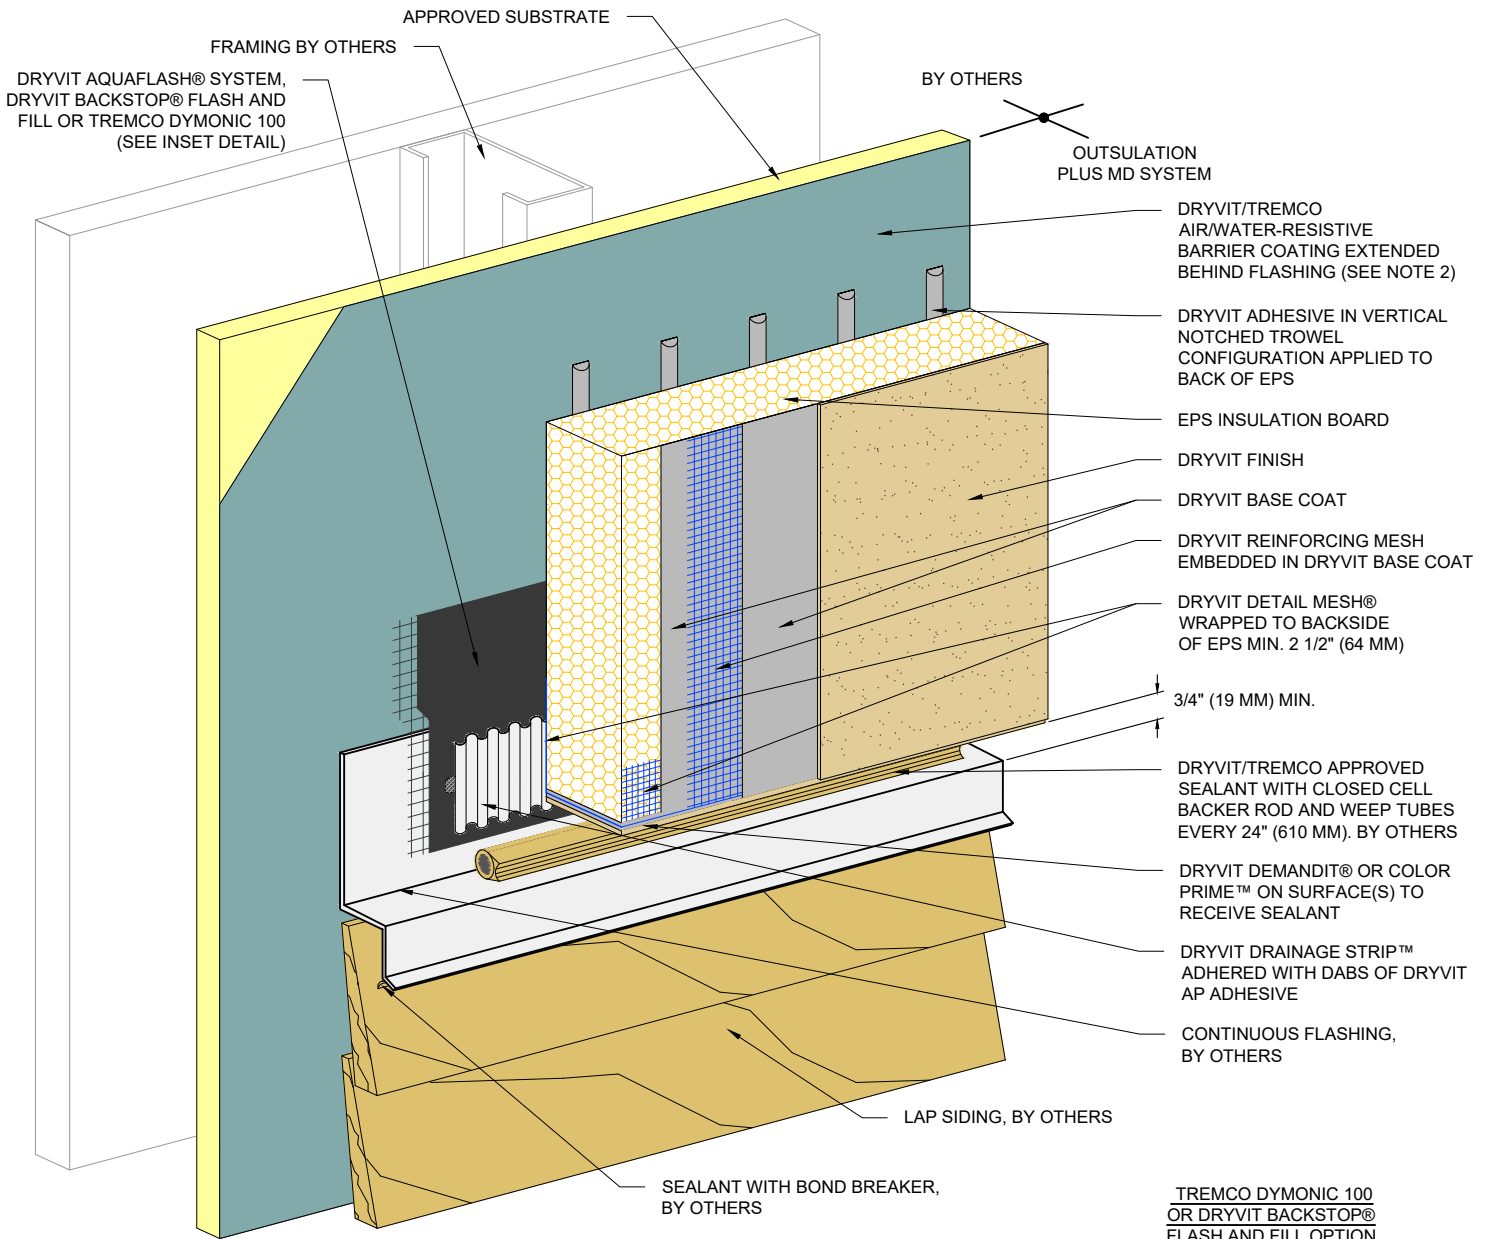 APPROVED SUBSTRATE
FRAMING BY OTHERS
DRYVIT AQUAFLASH® SYSTEM,
DRYVIT BACKSTOP® FLASH AND
FILL OR TREMCO DYMONIC 100
(SEE INSET DETAIL)
BY OTHERS
OUTSULATION
PLUS MD SYSTEM
DRYVIT/TREMCO
AIR/WATER-RESISTIVE
BARRIER COATING EXTENDED
BEHIND FLASHING (SEE NOTE 2)
DRYVIT ADHESIVE IN VERTICAL
NOTCHED TROWEL
CONFIGURATION APPLIED TO
BACK OF EPS
EPS INSULATION BOARD
DRYVIT FINISH
DRYVIT BASE COAT
DRYVIT REINFORCING MESH
EMBEDDED IN DRYVIT BASE COAT
DRYVIT DETAIL MESH®
WRAPPED TO BACKSIDE
OF EPS MIN. 2 1/2" (64 MM)
3/4" (19 MM) MIN.
DRYVIT/TREMCO APPROVED
SEALANT WITH CLOSED CELL
BACKER ROD AND WEEP TUBES
EVERY 24" (610 MM). BY OTHERS
DRYVIT DEMANDIT® OR COLOR
PRIME™ ON SURFACE(S) TO
RECEIVE SEALANT
DRYVIT DRAINAGE STRIP™
ADHERED WITH DABS OF DRYVIT
AP ADHESIVE
CONTINUOUS FLASHING,
BY OTHERS
LAP SIDING, BY OTHERS
SEALANT WITH BOND BREAKER,
BY OTHERS
TREMCO DYMONIC 100
OR DRYVIT BACKSTOP®
FLASH AND FILL OPTION